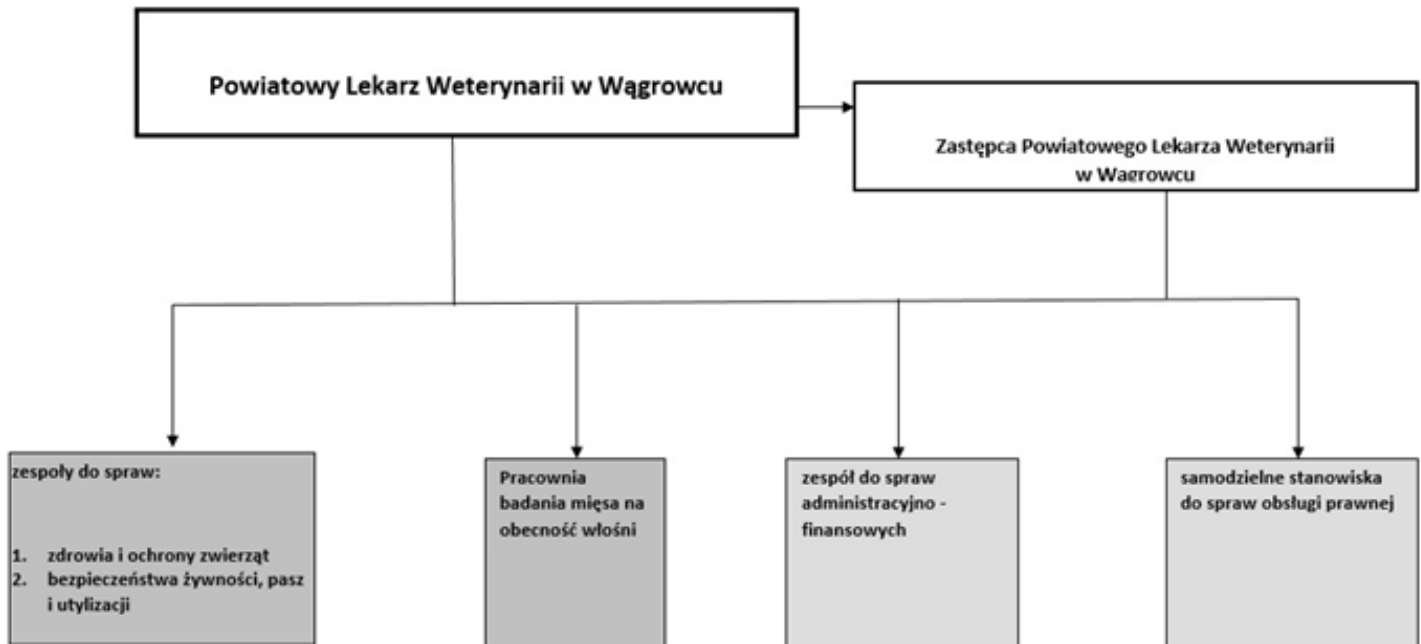 Powiatowy Lekarz Weterynarii w Wągrowcu
Zastępca Powiatowego Lekarza Weterynarii
w Wągrowcu
zespoły do spraw:
1. zdrowia i ochrony zwierząt
2. bezpieczeństwa żywności, pasz
i utylizacji
Pracownia
badania mięsa na
obecność włośni
zespół do spraw
administracyjno -
finansowych
samodzielne stanowiska
do spraw obsługi prawnej